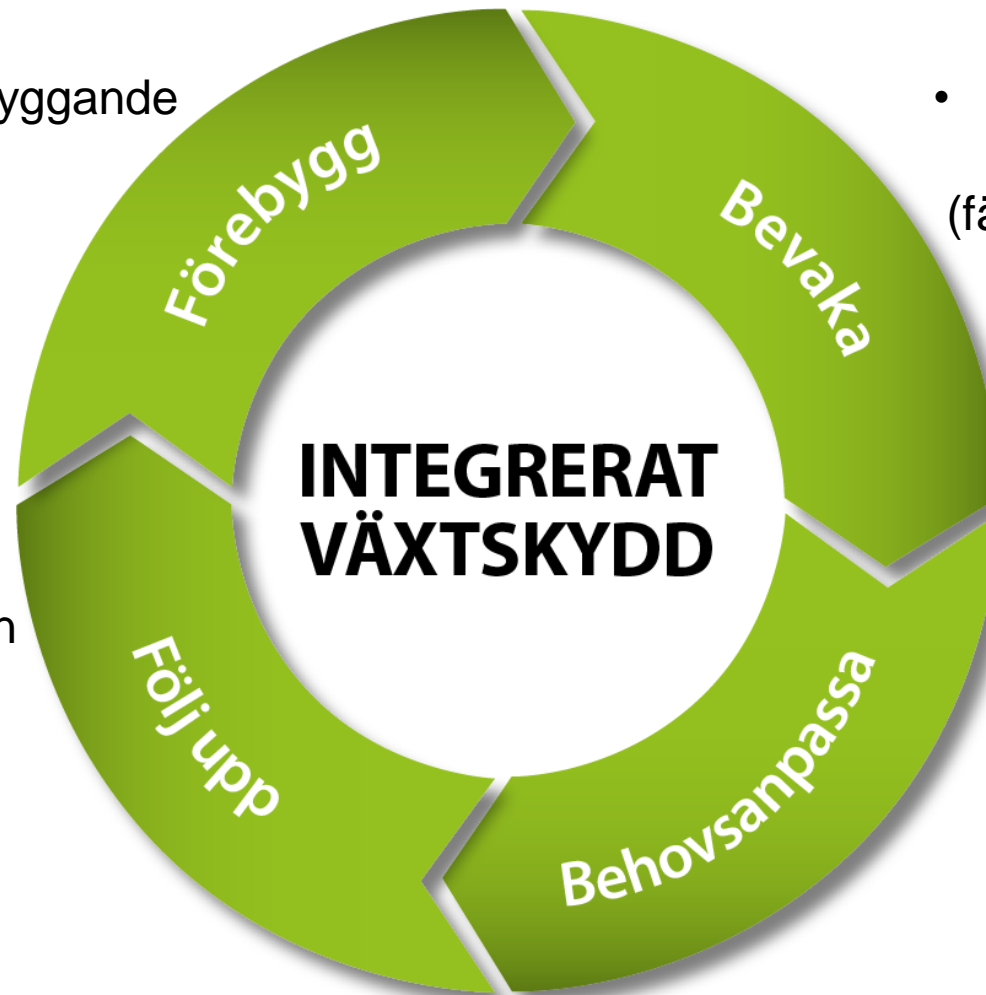 yggande
•
(fä
Förebygg
Bevaka
INTEGRERAT
VÄXTSKYDD
n
Följ upp
Behovsanpassa